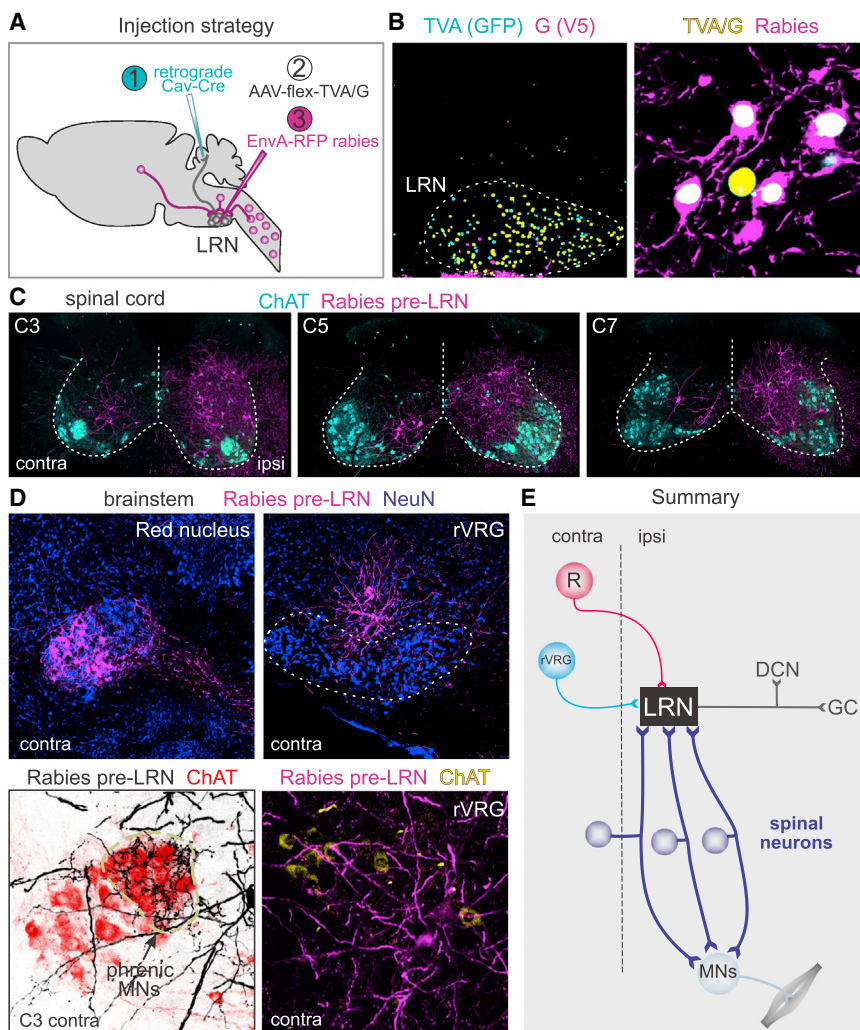 A
Injection strategy
1
retrograde
Cav-Cre
2
AAV-flex-TVA/G
3
EnvA-RFP rabies
LRN
B
TVA (GFP) G (V5)
TVA/G Rabies
LRN
C
spinal cord
ChAT Rabies pre-LRN
C3
C5
C7
contra
ipsi
D
brainstem
Rabies pre-LRN NeuN
Red nucleus
rVRG
contra
contra
Rabies pre-LRN ChAT
Rabies pre-LRN ChAT
rVRG
phrenic
MNs
C3 contra
contra
E
Summary
contra
ipsi
R
rVRG
DCN
LRN
GC
spinal
neurons
MNs